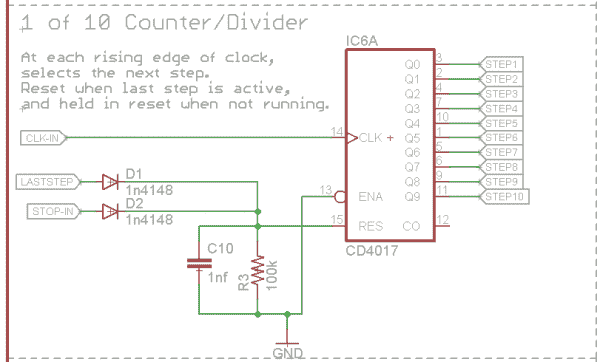 1 of 10 Counter/Divider
At each rising edge of clock,
selects the next step.
Reset when last step is active,
and held in reset when not running.
IC6A
Q0 3 STEP1
Q1 2 STEP2
Q2 4 STEP3
Q3 7 STEP4
Q4 10 STEP5
CLK-IN 14 CLK + Q5 1 STEP6
Q6 5 STEP7
Q7 6 STEP8
LASTSTEP D1 Q8 9 STEP9
1n4148 13 ENA Q9 11 STEP10
STOP-IN D2
1n4148 15 RES CO 12
CD4017
C10
1nf R3 100k
GND